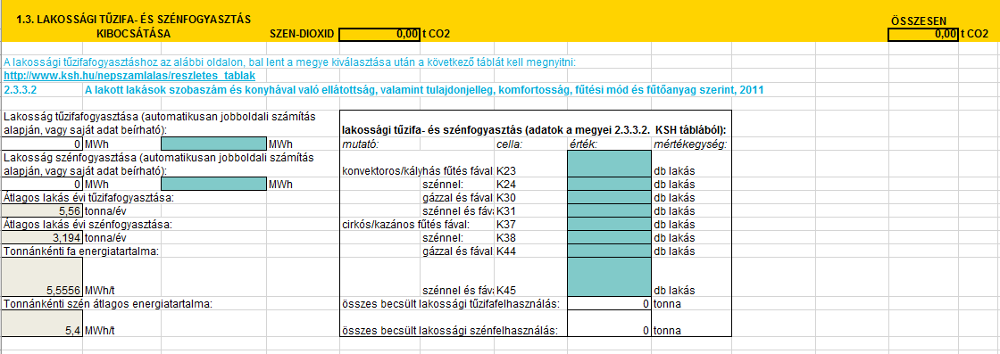 1.3. LAKOSSÁGI TŰZIFA- ÉS SZÉNFOGYASZTÁS ÖSSZESEN
KIBOCSÁTÁSA SZEN-DIOXID 0,00 t CO2 0,00 t CO2
A lakossági tűzifafogyasztáshoz az alábbi oldalon, bal lent a megye kiválasztása után a következő táblát kell megnyitni:
http://www.ksh.hu/nepszamlalas/reszletes_tablak
2.3.3.2 A lakott lakások szobaszám és konyhával való ellátottság, valamint tulajdonjelleg, komfortosság, fűtési mód és fűtőanyag szerint, 2011
Lakosság tűzifafogyasztása (automatikusan jobboldali számítás
alapján, vagy saját adat beírható): lakossági tűzifa- és szénfogyasztás (adatok a megyei 2.3.3.2. KSH táblából):
0 MWh MWh mutató: cella: érték: mértékegység:
Lakosság szénfogyasztása (automatikusan jobboldali számítás
alapján, vagy saját adat beírható): konvektoros/kályhás fűtés fával K23 db lakás
0 MWh MWh szénnel: K24 db lakás
Átlagos lakás évi tűzifafogyasztása: gázzal és fával K30 db lakás
5,56 tonna/év szénnel és fáva K31 db lakás
Átlagos lakás évi szénfogyasztása: cirkós/kazános fűtés fával: K37 db lakás
3,194 tonna/év szénnel: K38 db lakás
Tonnánkénti fa energiatartalma: gázzal és fával K44 db lakás
5,5556 MWh/t szénnel és fáva K45 db lakás
Tonnánkénti szén átlagos energiatartalma: összes becsült lakossági tűzifafelhasználás: 0 tonna
5,4 MWh/t összes becsült lakossági szénfelhasználás: 0 tonna